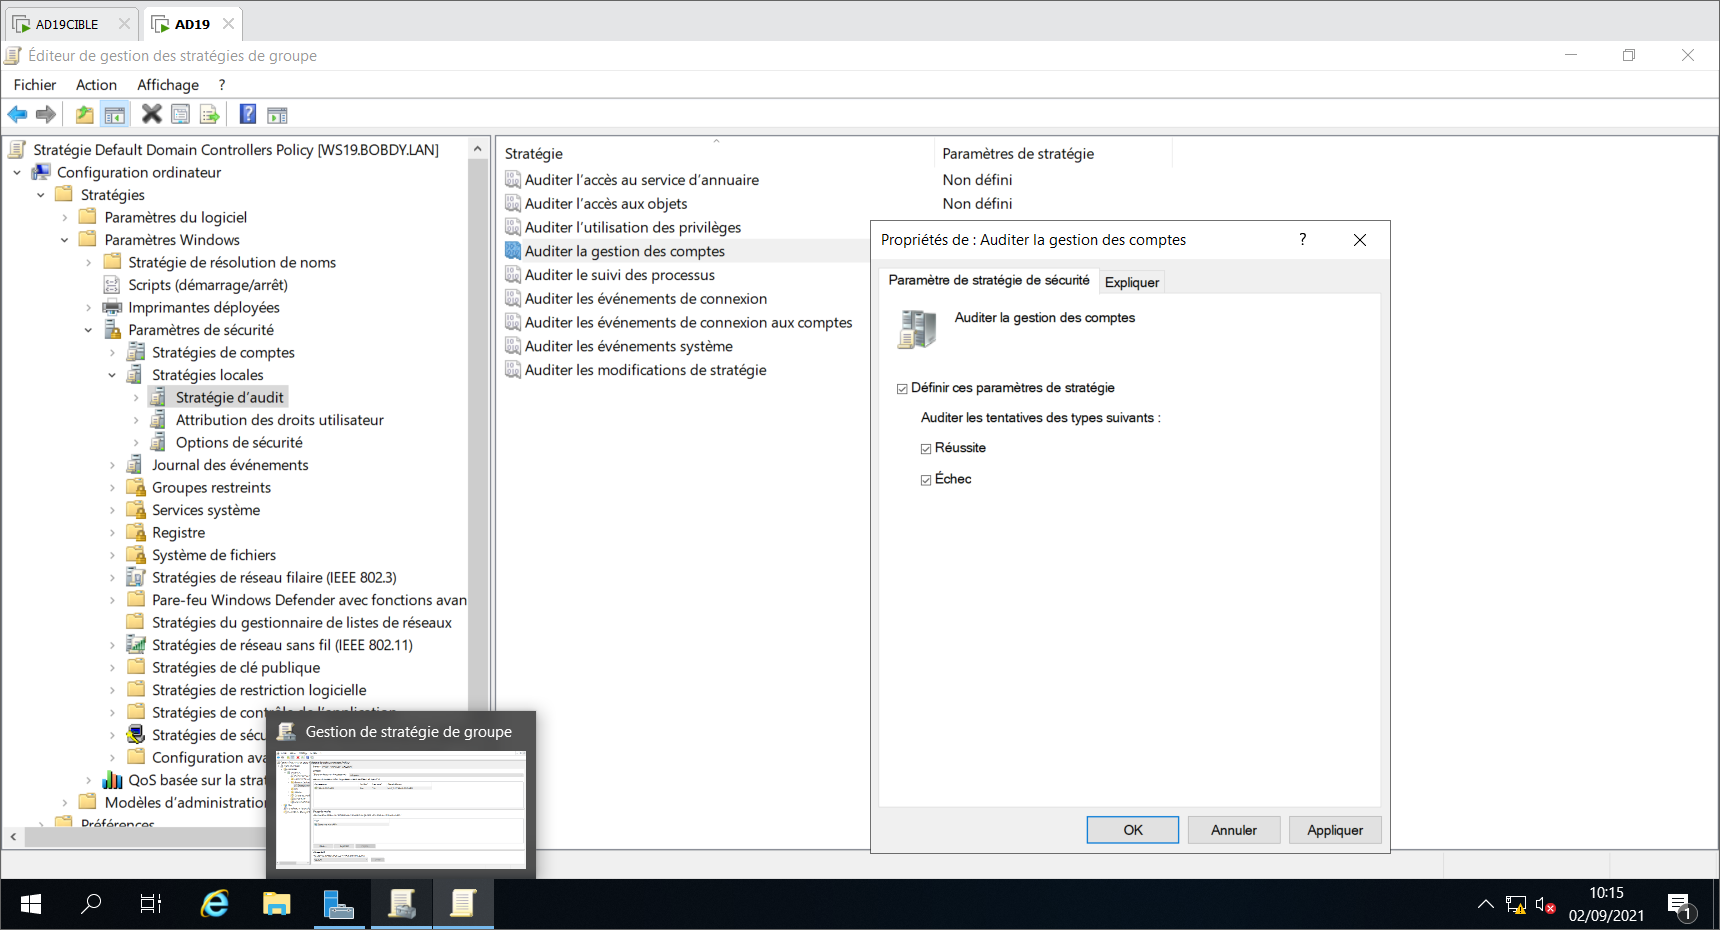 AD19CIBLE
AD19
Éditeur de gestion des stratégies de groupe
Fichier Action Affichage ?
Stratégie Default Domain Controllers Policy [WS19.BOBDY.LAN]
Configuration ordinateur
Stratégies
Paramètres du logiciel
Paramètres Windows
Stratégie de résolution de noms
Scripts (démarrage/arrêt)
Imprimantes déployées
Paramètres de sécurité
Stratégies de comptes
Stratégies locales
Stratégie d'audit
Attribution des droits utilisateur
Options de sécurité
Journal des événements
Groupes restreints
Services système
Registre
Système de fichiers
Stratégies de réseau filaire (IEEE 802.3)
Pare-feu Windows Defender avec fonctions avan
Stratégies du gestionnaire de listes de réseaux
Stratégies de réseau sans fil (IEEE 802.11)
Stratégies de clé publique
Stratégies de restriction logicielle
Stratégies de contrôle de l'application
Stratégies de sécu
Configuration ava
QoS basée sur la strat
Modèles d'administration
Préférences
Stratégie Paramètres de stratégie
Auditer l'accès au service d'annuaire Non défini
Auditer l'accès aux objets Non défini
Auditer l'utilisation des privilèges
Auditer la gestion des comptes
Auditer le suivi des processus
Auditer les événements de connexion
Auditer les événements de connexion aux comptes
Auditer les événements système
Auditer les modifications de stratégie
Propriétés de : Auditer la gestion des comptes ?
Paramètre de stratégie de sécurité Expliquer
Auditer la gestion des comptes
Définir ces paramètres de stratégie
Auditer les tentatives des types suivants :
Réussite
Échec
OK Annuler Appliquer
Gestion de stratégie de groupe
10:15
02/09/2021
1